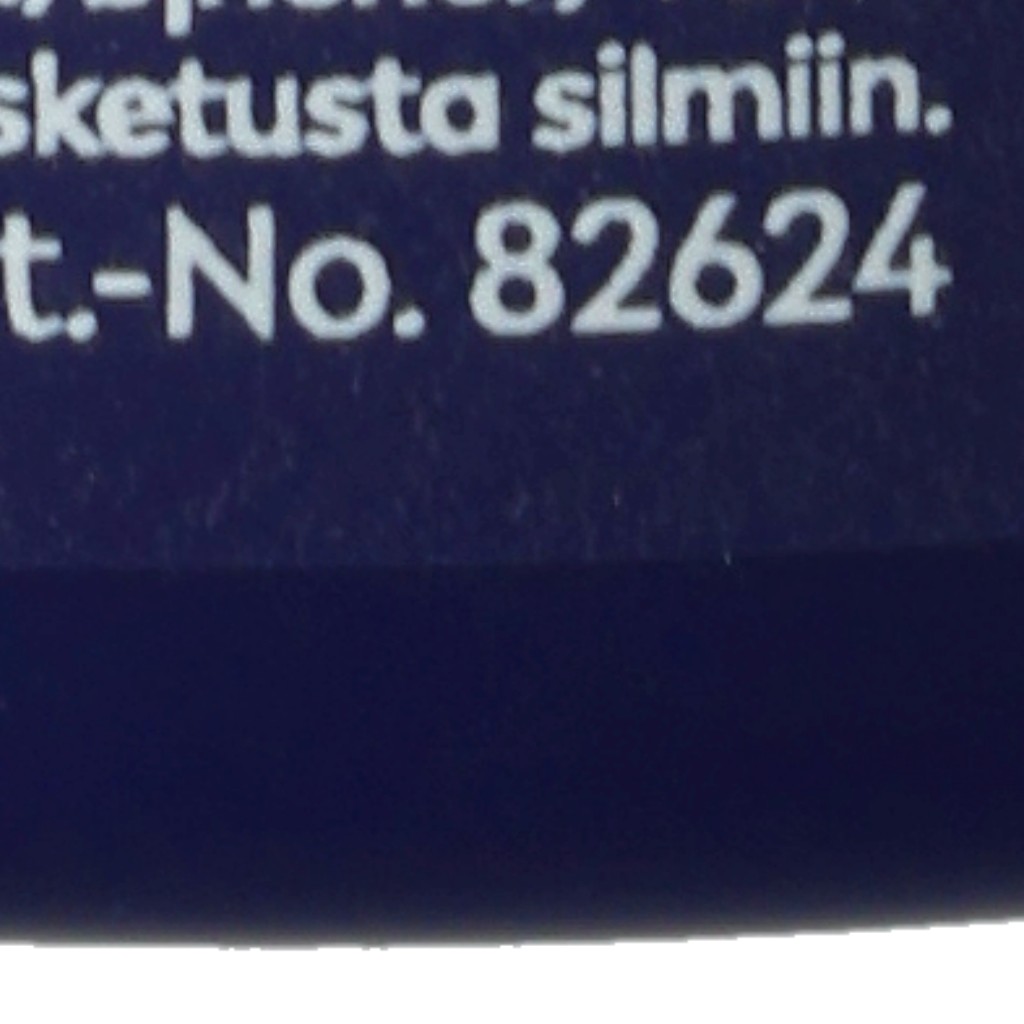 sketusta silmiin.
t.-No. 82624